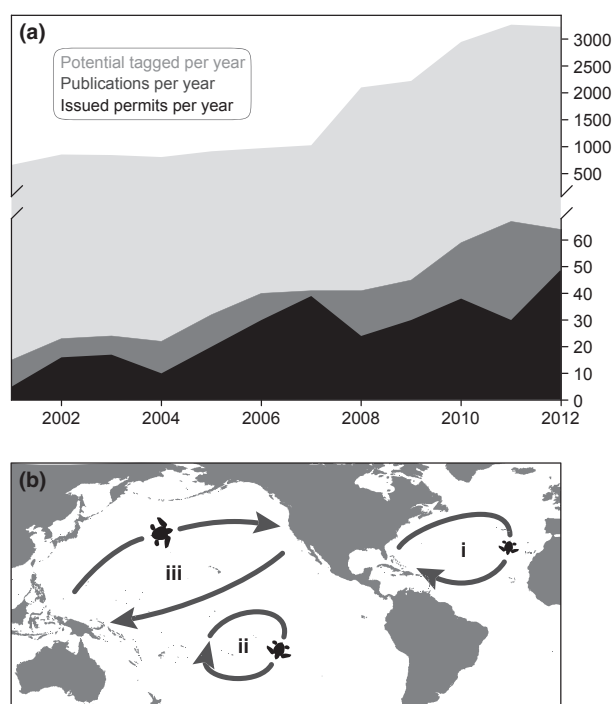 (a)
Potential tagged per year
Publications per year
Issued permits per year
3000
2500
2000
1500
1000
500
60
50
40
30
20
10
0
2002 2004 2006 2008 2010 2012
(b)
i
iii
ii